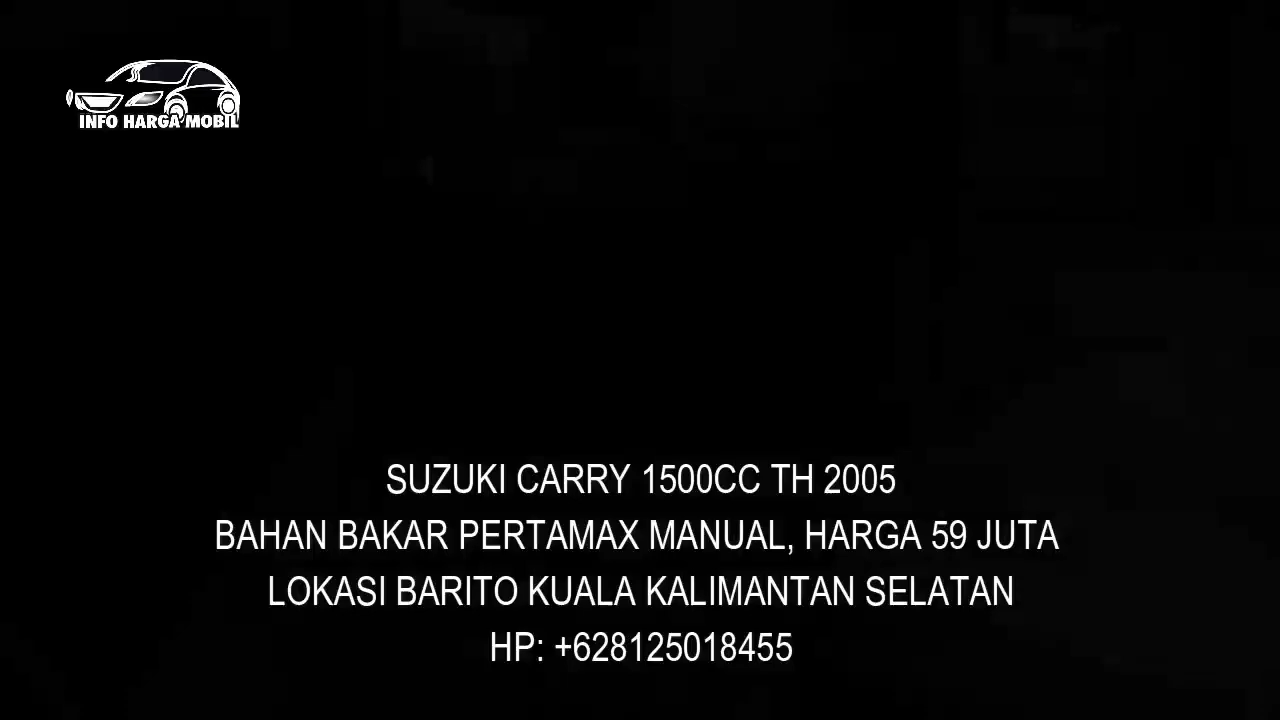 INFO HARGA MOBIL
SUZUKI CARRY 1500CC TH 2005
BAHAN BAKAR PERTAMAX MANUAL, HARGA 59 JUTA
LOKASI BARITO KUALA KALIMANTAN SELATAN
HP: +628125018455